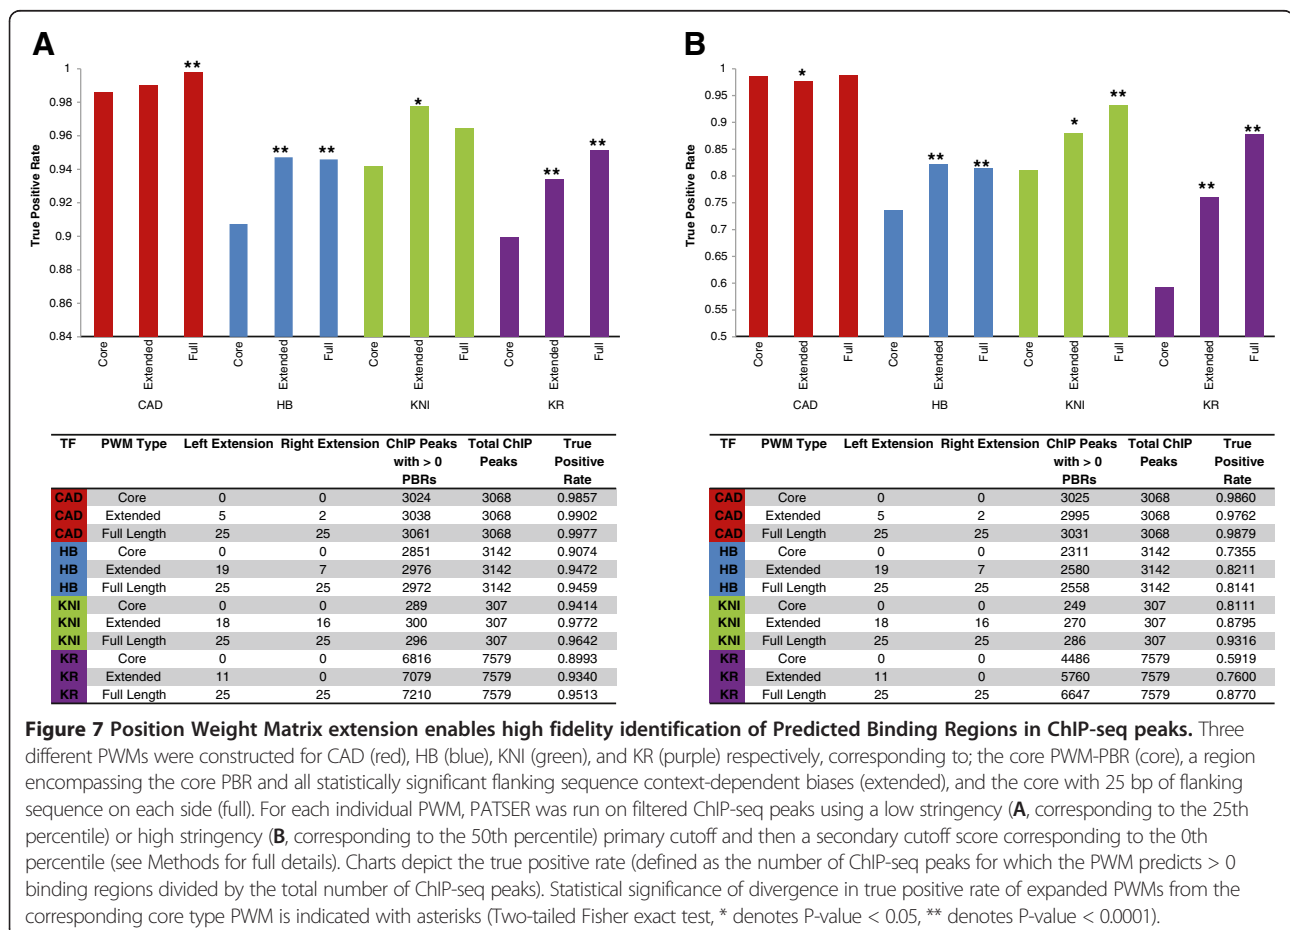 A
True Positive Rate
1
0.98
0.96
0.94
0.92
0.9
0.88
0.86
0.84
**
** **
*
** **
Core Extended Full Core Extended Full Core Extended Full Core Extended Full
CAD HB KNI KR
B
True Positive Rate
1
0.95
0.9
0.85
0.8
0.75
0.7
0.65
0.6
0.55
0.5
*
** **
* **
** **
Core Extended Full Core Extended Full Core Extended Full Core Extended Full
CAD HB KNI KR
TF PWM Type Left Extension Right Extension ChIP Peaks Total ChIP True
with > 0 Peaks Positive
PBRs Rate
CAD Core 0 0 3024 3068 0.9857
CAD Extended 5 2 3038 3068 0.9902
CAD Full Length 25 25 3061 3068 0.9977
HB Core 0 0 2851 3142 0.9074
HB Extended 19 7 2976 3142 0.9472
HB Full Length 25 25 2972 3142 0.9459
KNI Core 0 0 289 307 0.9414
KNI Extended 18 16 300 307 0.9772
KNI Full Length 25 25 296 307 0.9642
KR Core 0 0 6816 7579 0.8993
KR Extended 11 0 7079 7579 0.9340
KR Full Length 25 25 7210 7579 0.9513
TF PWM Type Left Extension Right Extension ChIP Peaks Total ChIP True
with > 0 Peaks Positive
PBRs Rate
CAD Core 0 0 3025 3068 0.9860
CAD Extended 5 2 2995 3068 0.9762
CAD Full Length 25 25 3031 3068 0.9879
HB Core 0 0 2311 3142 0.7355
HB Extended 19 7 2580 3142 0.8211
HB Full Length 25 25 2558 3142 0.8141
KNI Core 0 0 249 307 0.8111
KNI Extended 18 16 270 307 0.8795
KNI Full Length 25 25 286 307 0.9316
KR Core 0 0 4486 7579 0.5919
KR Extended 11 0 5760 7579 0.7600
KR Full Length 25 25 6647 7579 0.8770
Figure 7 Position Weight Matrix extension enables high fidelity identification of Predicted Binding Regions in ChIP-seq peaks. Three
different PWMs were constructed for CAD (red), HB (blue), KNI (green), and KR (purple) respectively, corresponding to; the core PWM-PBR (core), a region
encompassing the core PBR and all statistically significant flanking sequence context-dependent biases (extended), and the core with 25 bp of flanking
sequence on each side (full). For each individual PWM, PATSER was run on filtered ChIP-seq peaks using a low stringency (A, corresponding to the 25th
percentile) or high stringency (B, corresponding to the 50th percentile) primary cutoff and then a secondary cutoff score corresponding to the 0th
percentile (see Methods for full details). Charts depict the true positive rate (defined as the number of ChIP-seq peaks for which the PWM predicts > 0
binding regions divided by the total number of ChIP-seq peaks). Statistical significance of divergence in true positive rate of expanded PWMs from the
corresponding core type PWM is indicated with asterisks (Two-tailed Fisher exact test, * denotes P-value < 0.05, ** denotes P-value < 0.0001).